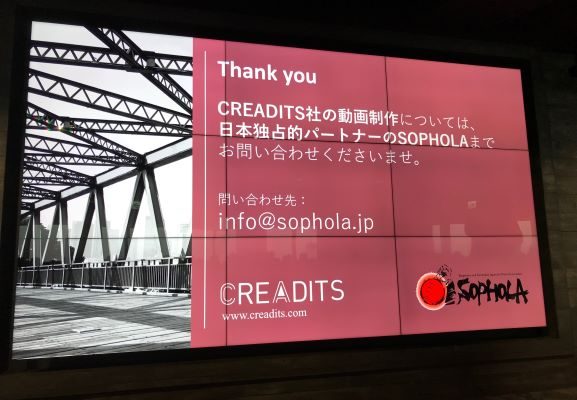 Thank you
CREADITS社の動画制作については、
日本独占的パートナーのSOPHOLAまで
お問い合わせくださいませ。
問い合わせ先：
info@sophola.jp
CREADITS
www.creadits.com
SOPHOLA